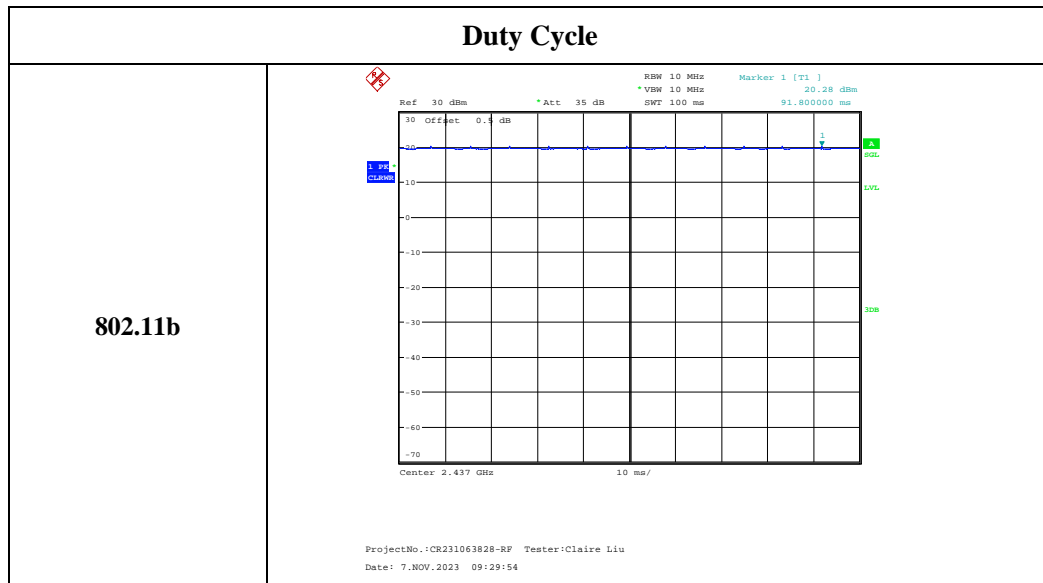 Duty Cycle
802.11b
R S
RBW 10 MHz Marker 1 [T1 ]
* VBW 10 MHz 20.28 dBm
Ref 30 dBm * Att 35 dB SWT 100 ms 91.800000 ms
30 Offset 0.5 dB
1
20
A
SGL
1 PK *
CLRWR
10
LVL
0
-10
-20
3DB
-30
-40
-50
-60
-70
Center 2.437 GHz 10 ms/
ProjectNo.:CR231063828-RF Tester:Claire Liu
Date: 7.NOV.2023 09:29:54